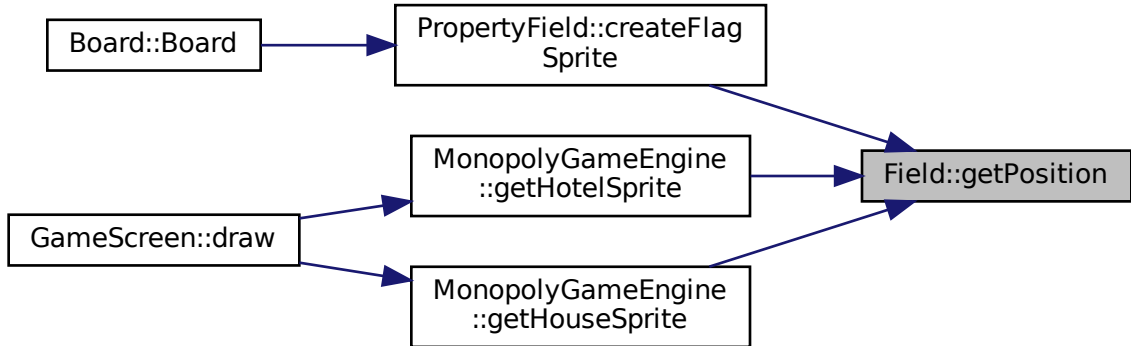 Board::Board
PropertyField::createFlag
Sprite
MonopolyGameEngine
::getHotelSprite
Field::getPosition
GameScreen::draw
MonopolyGameEngine
::getHouseSprite